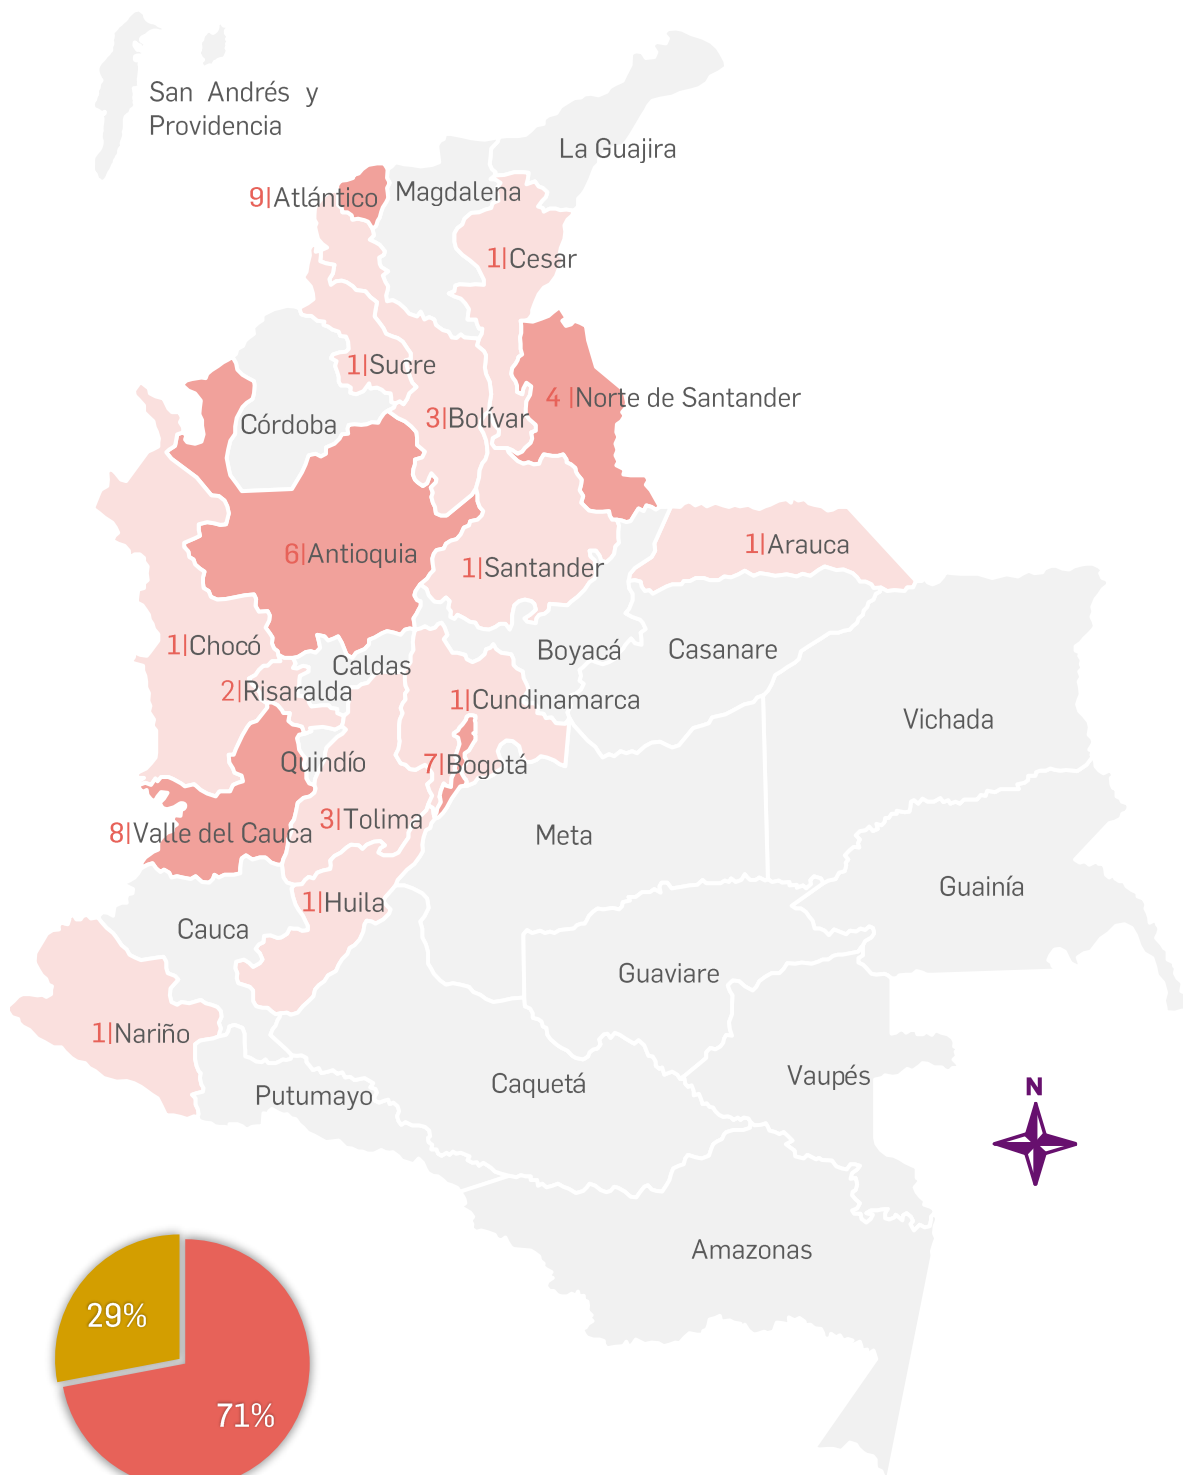 San Andrés y
Providencia
La Guajira
9|Atlántico
Magdalena
1|Cesar
1|Sucre
4 |Norte de Santander
3|Bolívar
Córdoba
1|Arauca
6|Antioquia
1|Santander
1|Chocó
Boyacá
Casanare
Caldas
2|Risaralda
1|Cundinamarca
Vichada
Quindío
7|Bogotá
3|Tolima
8|Valle del Cauca
Meta
Guainía
1|Huila
Cauca
Guaviare
1|Nariño
Vaupés
Caquetá
N
Putumayo
Amazonas
29%
71%